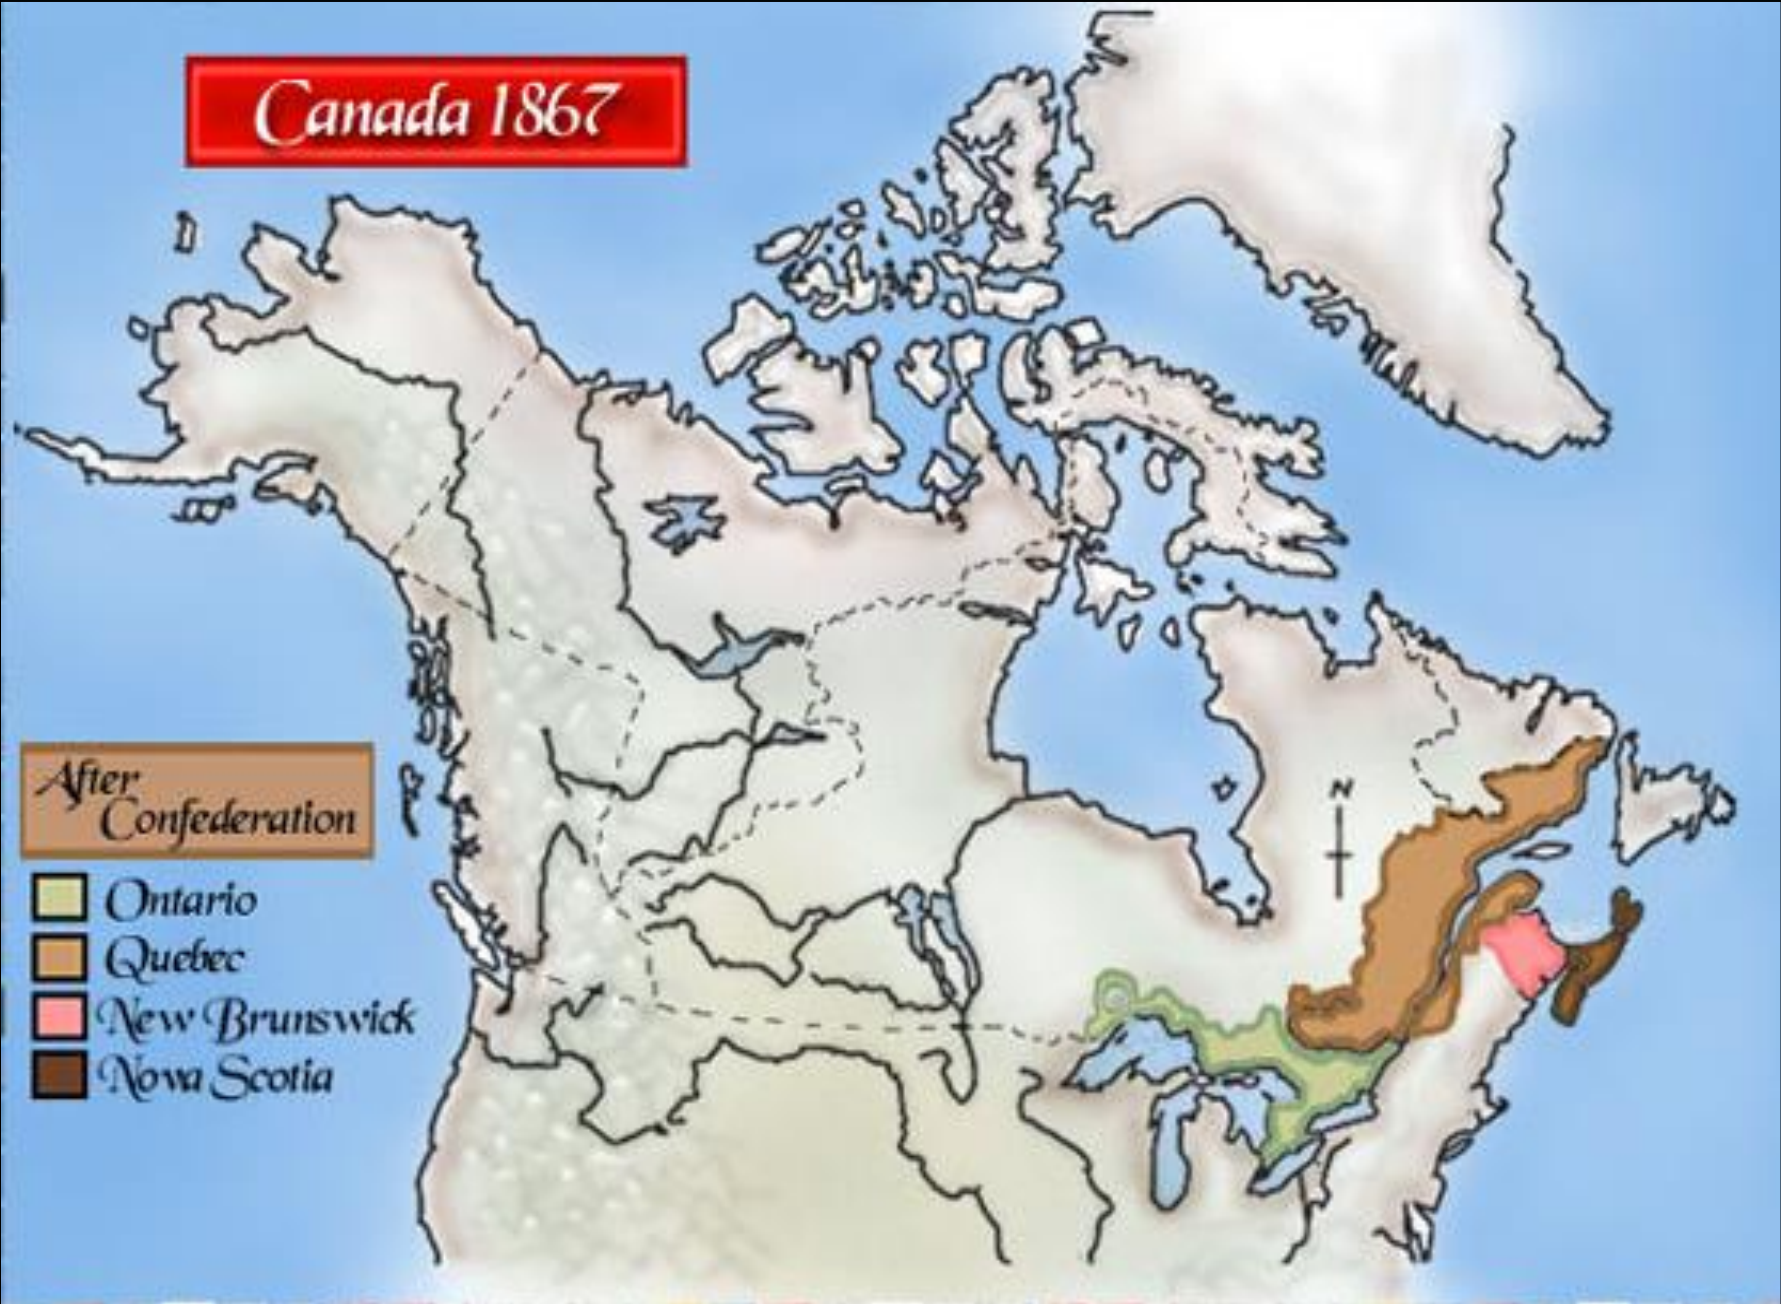 Canada 1867
After
Confederation
Ontario
Quebec
New Brunswick
Nova Scotia
N